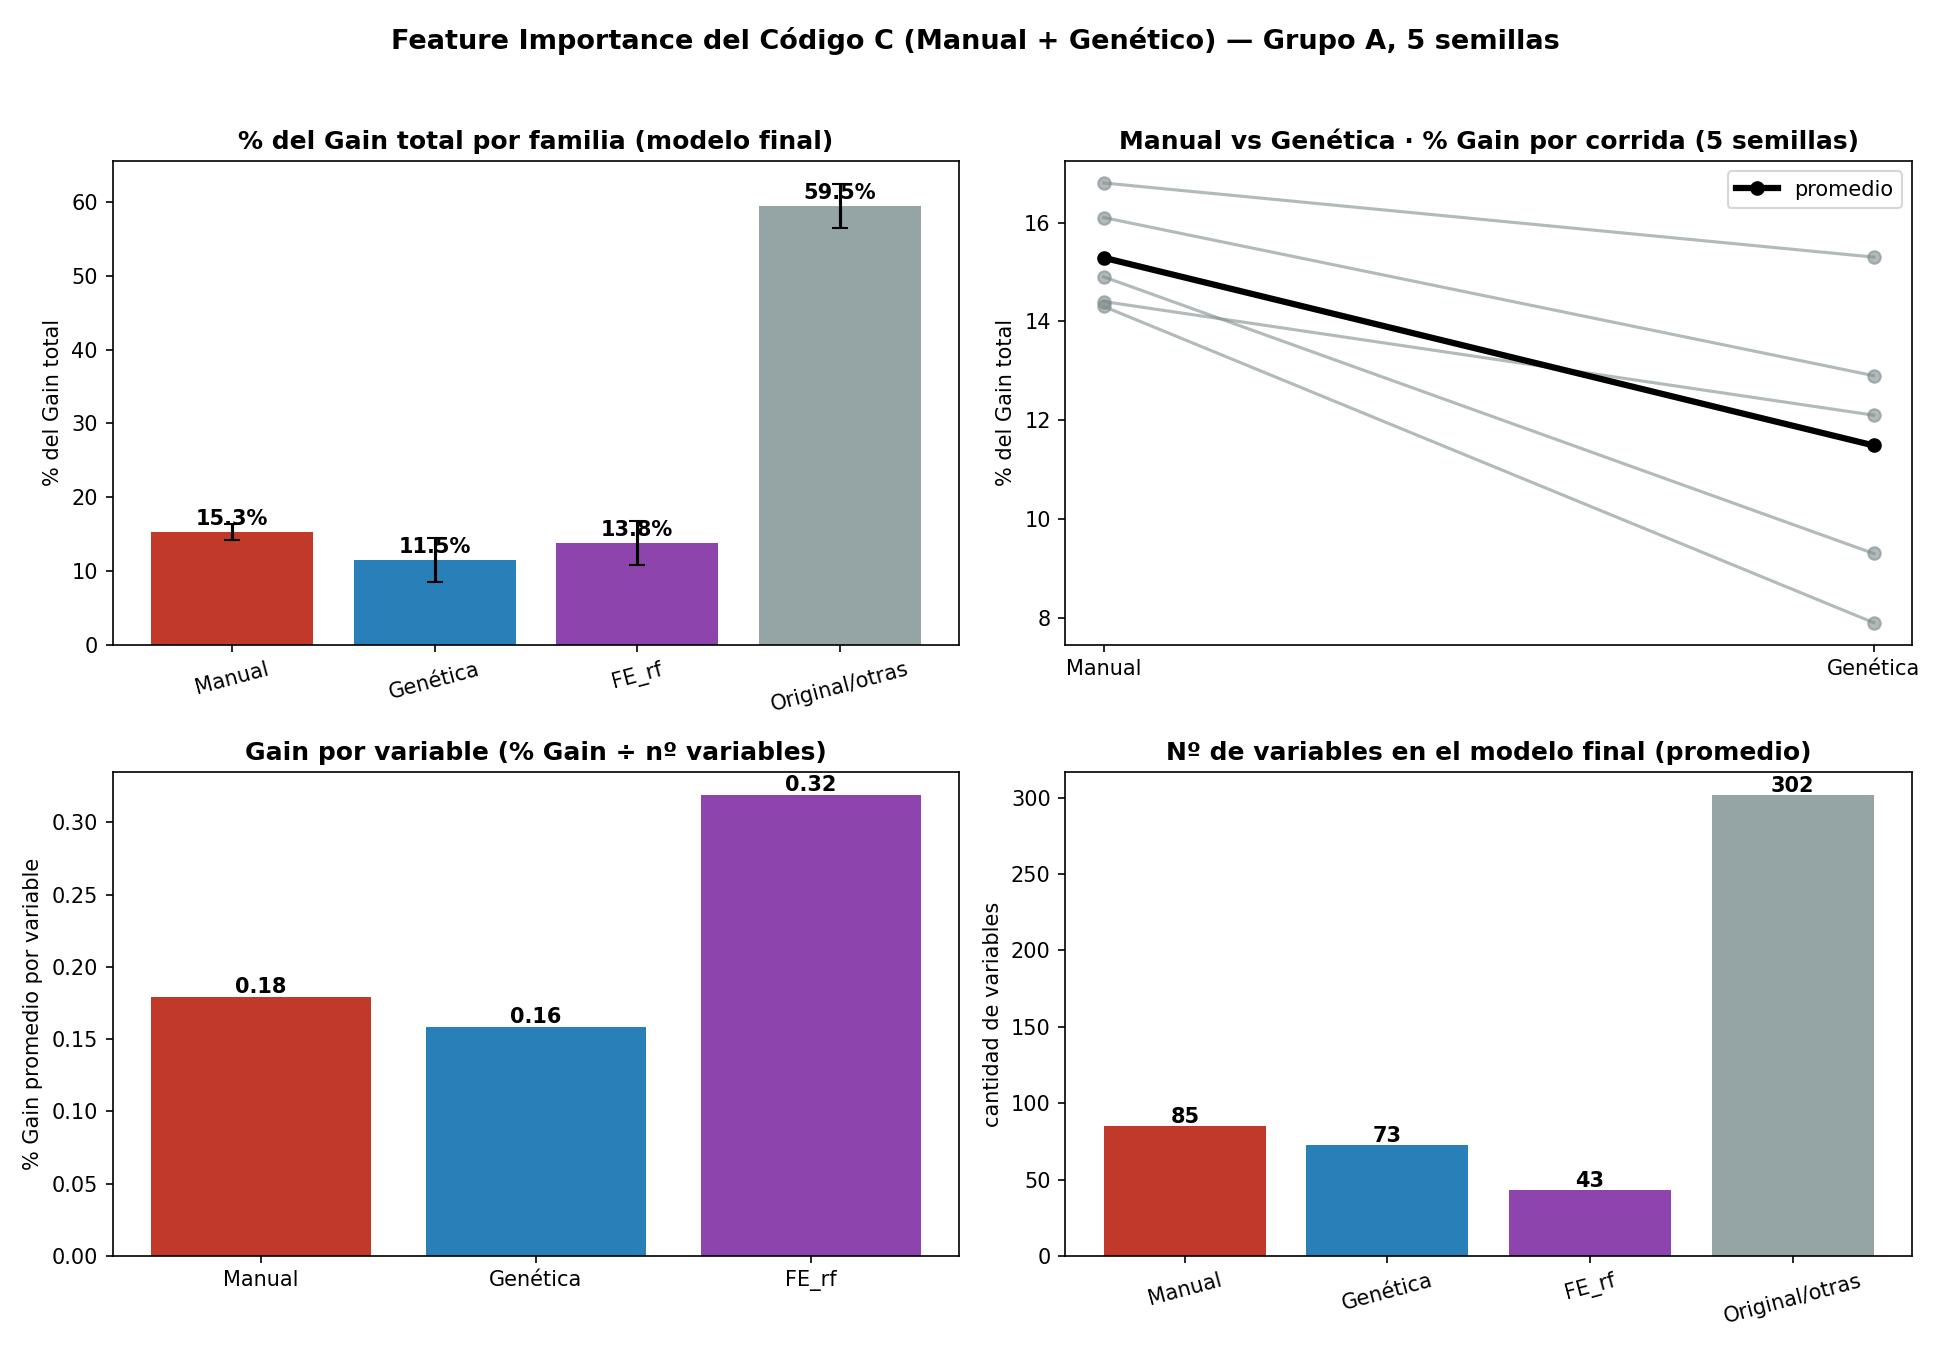 Feature Importance del Código C (Manual + Genético) — Grupo A, 5 semillas
% del Gain total por familia (modelo final)
% del Gain total
60
50
40
30
20
10
0
15.3%
11.5%
13.8%
59.5%
Manual
Genética
FE_rf
Original/otras
Manual vs Genética · % Gain por corrida (5 semillas)
% del Gain total
16
14
12
10
8
promedio
Manual
Genética
Gain por variable (% Gain ÷ nº variables)
% Gain promedio por variable
0.30
0.25
0.20
0.15
0.10
0.05
0.00
0.18
0.16
0.32
Manual
Genética
FE_rf
Nº de variables en el modelo final (promedio)
cantidad de variables
300
250
200
150
100
50
0
85
73
43
302
Manual
Genética
FE_rf
Original/otras